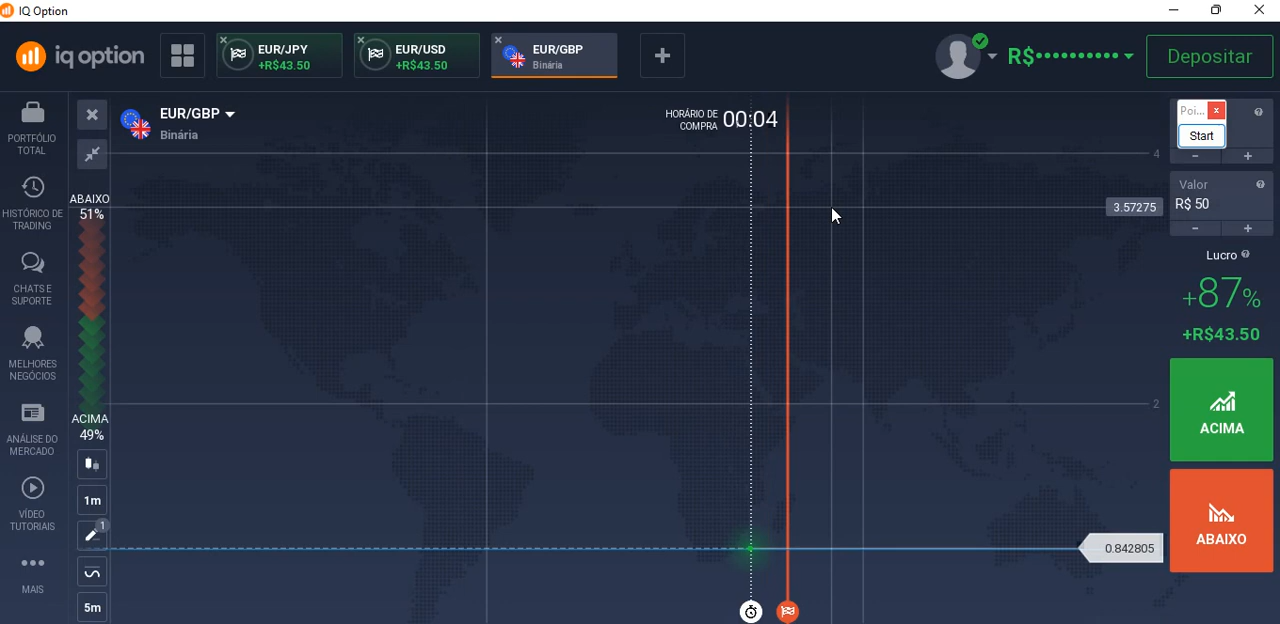 IQ Option
iq option
EUR/JPY
+R$43.50
EUR/USD
+R$43.50
EUR/GBP
Binária
R$••••••••••
Depositar
PORTFÓLIO
TOTAL
HISTÓRICO DE
TRADING
CHATS E
SUPORTE
MELHORES
NEGÓCIOS
ANÁLISE DO
MERCADO
VÍDEO
TUTORIAIS
MAIS
ABAIXO
51%
ACIMA
49%
1m
1
5m
EUR/GBP
Binária
HORÁRIO DE
COMPRA
00:04
4
3.57275
2
0.842805
Poi...
Start
- +
Valor
R$ 50
- +
Lucro
+87%
+R$43.50
ACIMA
ABAIXO